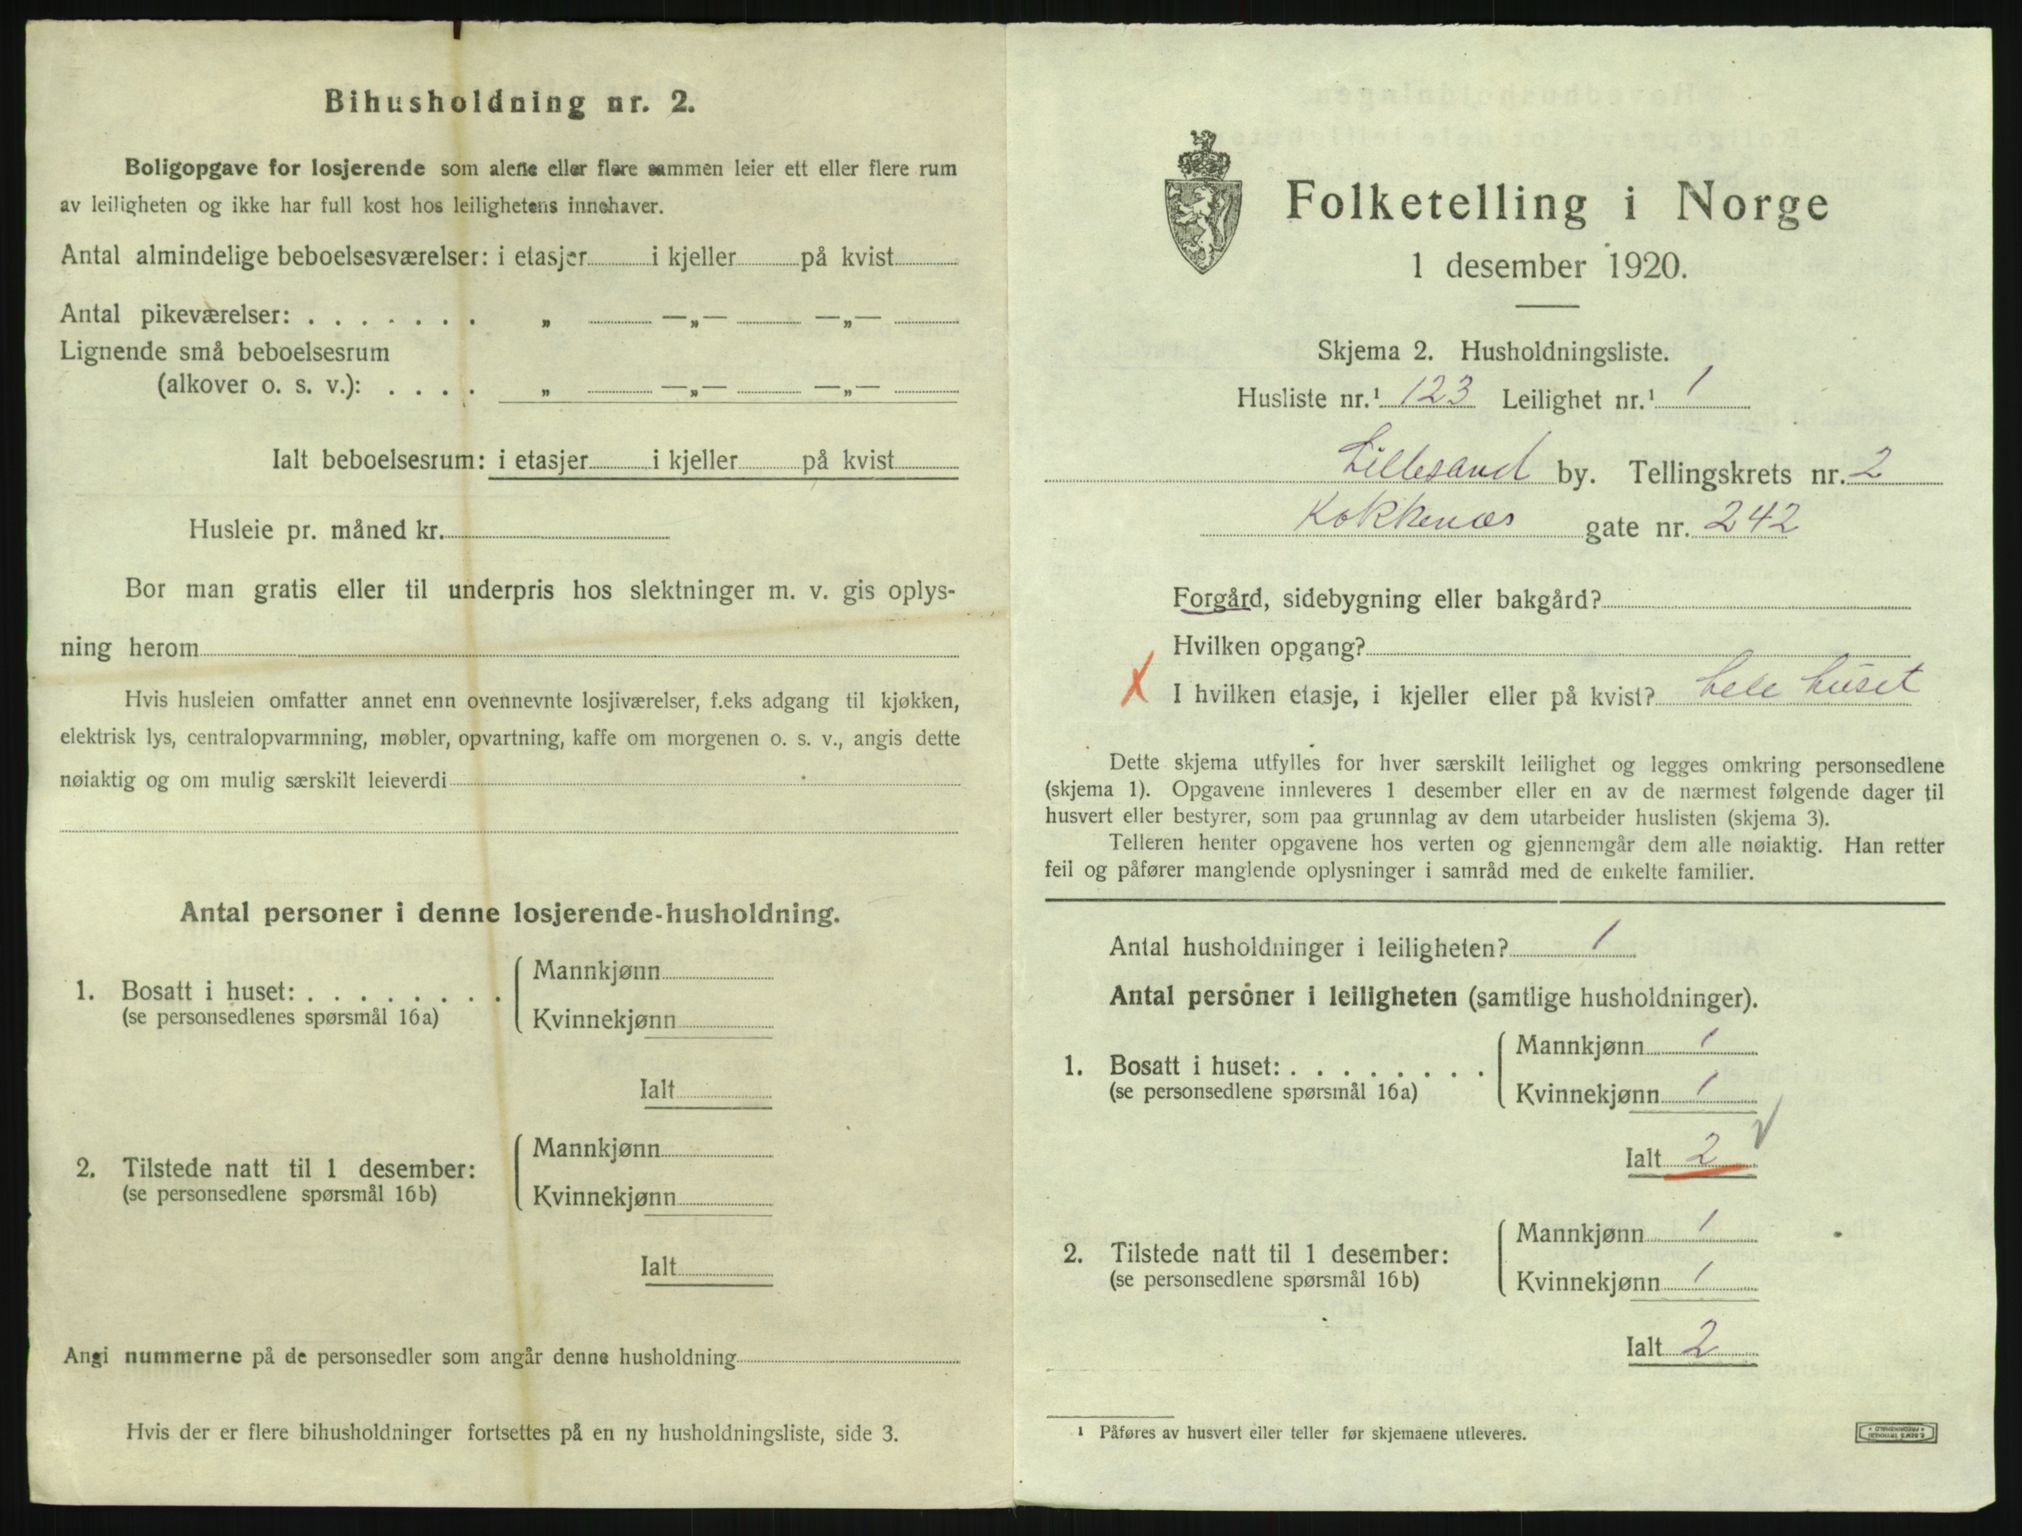 Bihusholdning nr. 2.
Boligopgave for losjerende som alene eller flere sammen leier ett eller flere rum
av leiligheten og ikke har full kost hos leilighetens innehaver.
Antal almindelige beboelsesværelser: i etasjer i kjeller på kvist
Antal pikeværelser: . . . . . . . „ —„— —„—
Lignende små beboelsesrum
(alkover o. s. v.): . . . . „ —„— —„—
Ialt beboelsesrum: i etasjer i kjeller på kvist
Husleie pr. måned kr.
Bor man gratis eller til underpris hos slektninger m. v. gis oplys-
ning herom
Hvis husleien omfatter annet enn ovennevnte losjiværelser, f.eks adgang til kjøkken,
elektrisk lys, centralopvarmning, møbler, opvartning, kaffe om morgenen o. s. v., angis dette
nøiaktig og om mulig særskilt leieverdi
Antal personer i denne losjerende-husholdning.
1. Bosatt i huset: . . . . . . . .
(se personsedlenes spørsmål 16a)
Mannkjønn
Kvinnekjønn
Ialt
2. Tilstede natt til 1 desember:
(se personsedlene spørsmål 16b)
Mannkjønn
Kvinnekjønn
Ialt
Angi nummerne på de personsedler som angår denne husholdning
Hvis der er flere bihusholdninger fortsettes på en ny husholdningsliste, side 3.
Folketelling i Norge
1 desember 1920.
Skjema 2. Husholdningsliste.
Husliste nr.¹ 123 Leilighet nr.¹ 1
Lillesand by. Tellingskrets nr. 2
Kokkenæs gate nr. 242
Forgård, sidebygning eller bakgård?
Hvilken opgang?
X I hvilken etasje, i kjeller eller på kvist? hele huset
Dette skjema utfylles for hver særskilt leilighet og legges omkring personsedlene
(skjema 1). Opgavene innleveres 1 desember eller en av de nærmest følgende dager til
husvert eller bestyrer, som paa grunnlag av dem utarbeider huslisten (skjema 3).
Telleren henter opgavene hos verten og gjennemgår dem alle nøiaktig. Han retter
feil og påfører manglende oplysninger i samråd med de enkelte familier.
Antal husholdninger i leiligheten? 1
Antal personer i leiligheten (samtlige husholdninger).
1. Bosatt i huset: . . . . . . . .
(se personsedlene spørsmål 16a)
Mannkjønn 1
Kvinnekjønn 1
Ialt 2
2. Tilstede natt til 1 desember:
(se personsedlene spørsmål 16b)
Mannkjønn 1
Kvinnekjønn 1
Ialt 2
¹ Påføres av husvert eller teller før skjemaene utleveres.